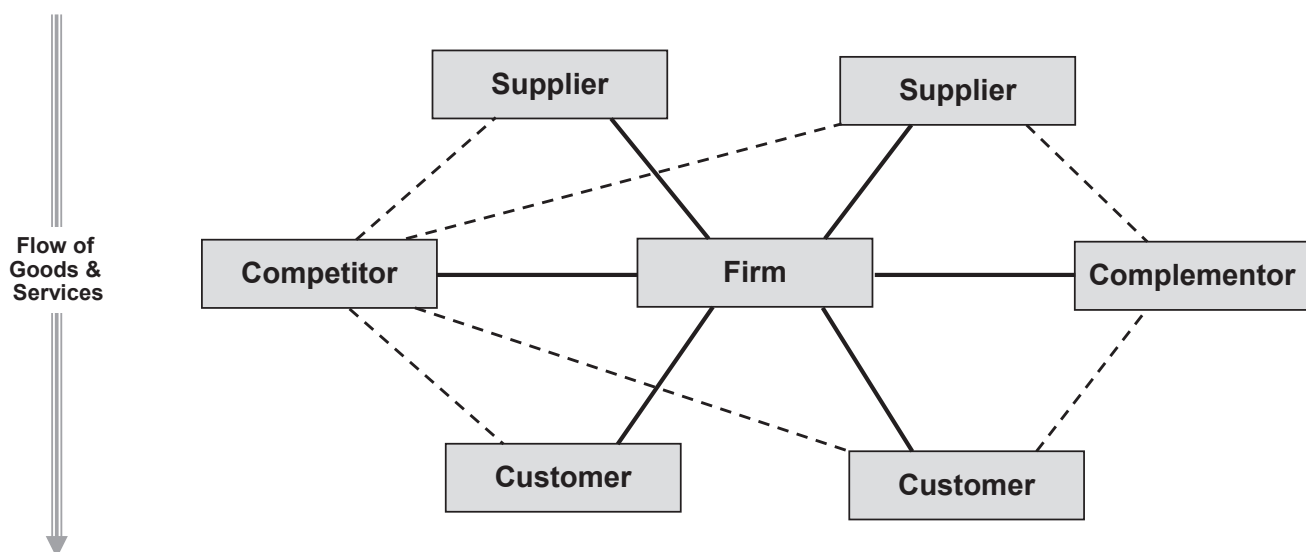 Supplier
Supplier
Flow of
Goods &
Services
Competitor
Firm
Complementor
Customer
Customer